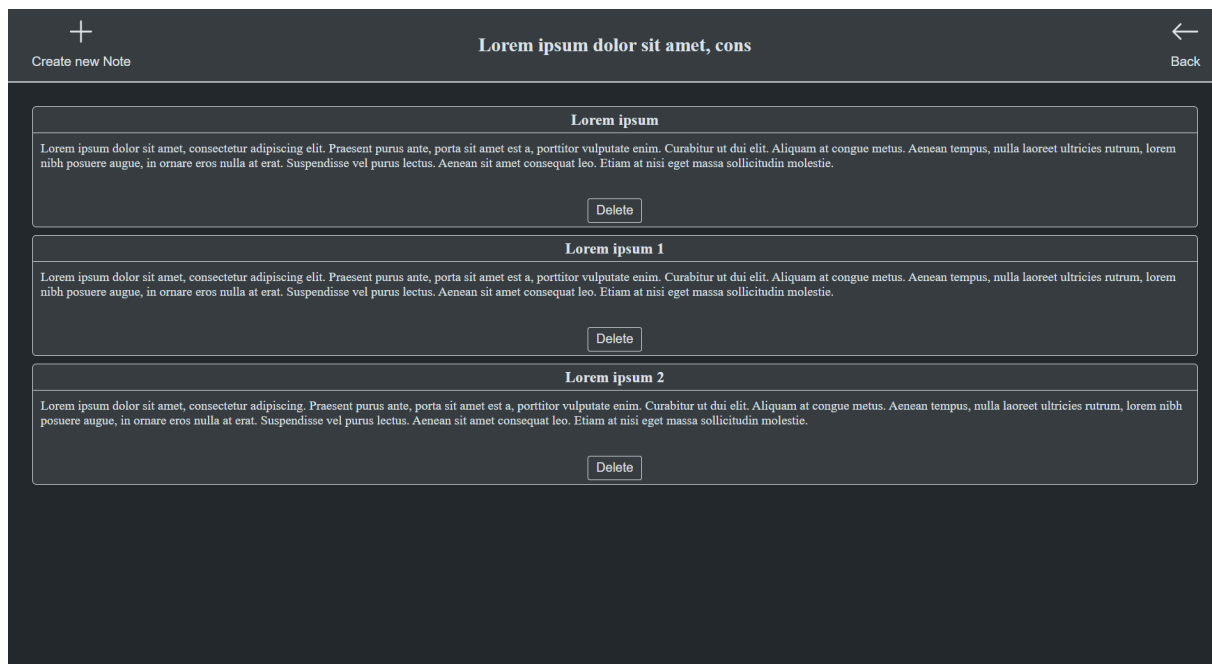 Create new Note
Lorem ipsum dolor sit amet, cons
Back
Lorem ipsum
Lorem ipsum dolor sit amet, consectetur adipiscing elit. Praesent purus ante, porta sit amet est a, porttitor vulputate enim. Curabitur ut dui elit. Aliquam at congue metus. Aenean tempus, nulla laoreet ultricies rutrum, lorem
nibh posuere augue, in ornare eros nulla at erat. Suspendisse vel purus lectus. Aenean sit amet consequat leo. Etiam at nisi eget massa sollicitudin molestie.
Delete
Lorem ipsum 1
Lorem ipsum dolor sit amet, consectetur adipiscing elit. Praesent purus ante, porta sit amet est a, porttitor vulputate enim. Curabitur ut dui elit. Aliquam at congue metus. Aenean tempus, nulla laoreet ultricies rutrum, lorem
nibh posuere augue, in ornare eros nulla at erat. Suspendisse vel purus lectus. Aenean sit amet consequat leo. Etiam at nisi eget massa sollicitudin molestie.
Delete
Lorem ipsum 2
Lorem ipsum dolor sit amet, consectetur adipiscing. Praesent purus ante, porta sit amet est a, porttitor vulputate enim. Curabitur ut dui elit. Aliquam at congue metus. Aenean tempus, nulla laoreet ultricies rutrum, lorem nibh
posuere augue, in ornare eros nulla at erat. Suspendisse vel purus lectus. Aenean sit amet consequat leo. Etiam at nisi eget massa sollicitudin molestie.
Delete